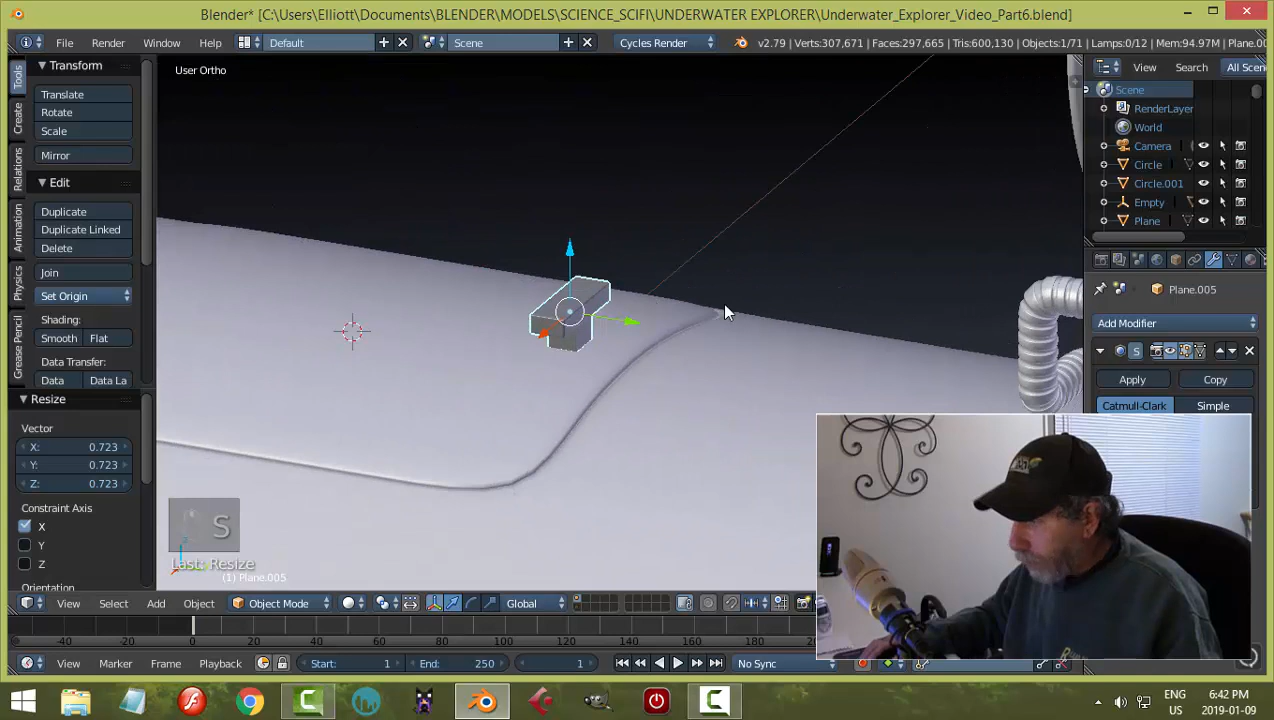 Blender* [C:\Users\Elliott\Documents\BLENDER\MODELS\SCIENCE_SCIFI\UNDERWATER EXPLORER\Underwater_Explorer_Video_Part6.blend]
File Render Window Help Default Scene Cycles Render v2.79 | Verts:307,671 | Faces:297,665 | Tris:600,130 | Objects:1/71 | Lamps:0/12 | Mem:94.97M | Plane.00
Transform
Translate
Rotate
Scale
Mirror
Edit
Duplicate
Duplicate Linked
Delete
Join
Set Origin
Shading:
Smooth Flat
Data Transfer:
Data Data La
Tools
Create
Relations
Animation
Physics
Grease Pencil
Resize
Vector
X: 0.723
Y: 0.723
Z: 0.723
Constraint Axis
X
Y
Z
Orientation
User Ortho
S
Last: Resize
(1) Plane.005
View Search All Scen
Scene
RenderLayer
World
Camera
Circle
Circle.001
Empty
Plane
Plane.005
Add Modifier
S
Apply Copy
Catmull-Clark Simple
View Select Add Object Object Mode Global
-40 -20 0 20 40 60 80 100 120 140 160 180
View Marker Frame Playback Start: 1 End: 250 1 No Sync
ENG 6:42 PM
US 2019-01-09